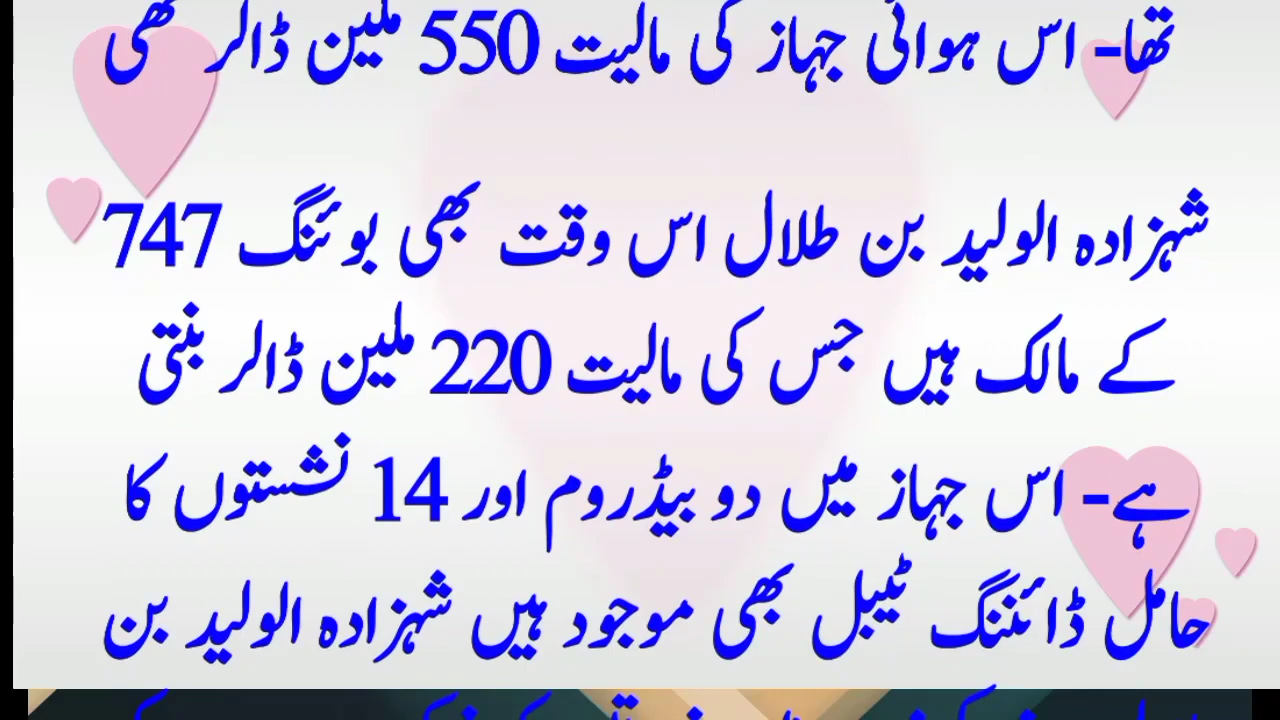 تھا- اس ہوائی جہاز کی مالیت 550 ملین ڈالر تھی
شہزادہ الولید بن طلال اس وقت بھی بوئنگ 747
کے مالک ہیں جس کی مالیت 220 ملین ڈالر بنتی
ہے- اس جہاز میں دو بیڈروم اور 14 نشستوں کا
حامل ڈائننگ ٹیبل بھی موجود ہیں شہزادہ الولید بن